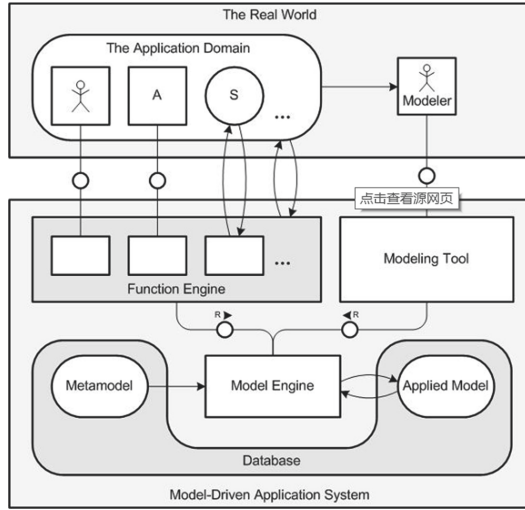 The Real World
The Application Domain
A
S
...
Modeler
点击查看源网页
...
Function Engine
Modeling Tool
R
R
Metamodel
Model Engine
Applied Model
Database
Model-Driven Application System